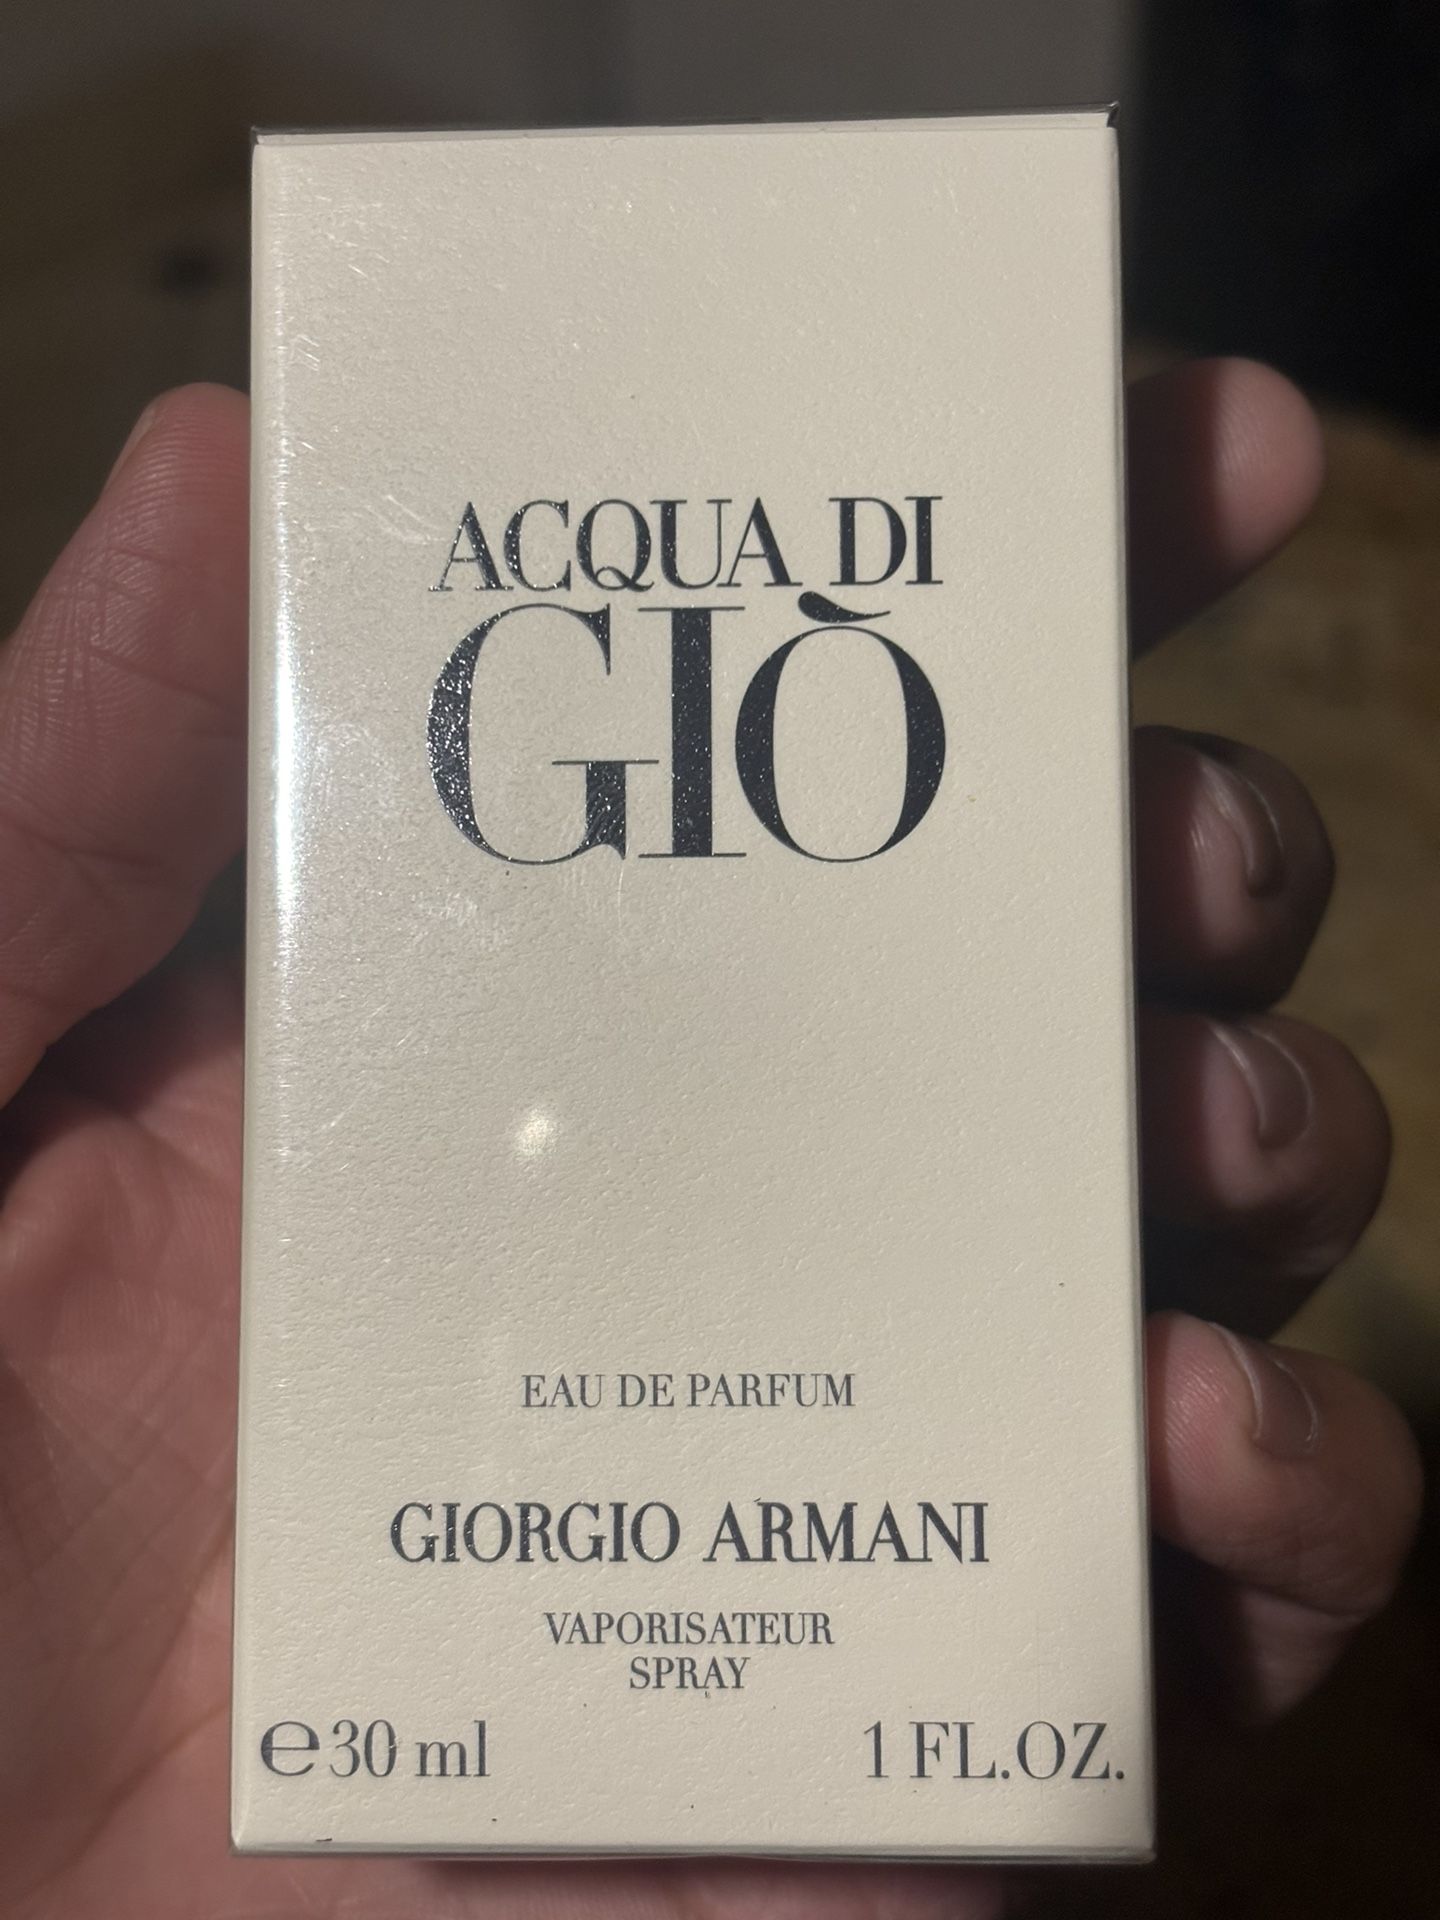 ACQUA DI
GIÒ
EAU DE PARFUM
GIORGIO ARMANI
VAPORISATEUR
SPRAY
℮30 ml 1 FL.OZ.